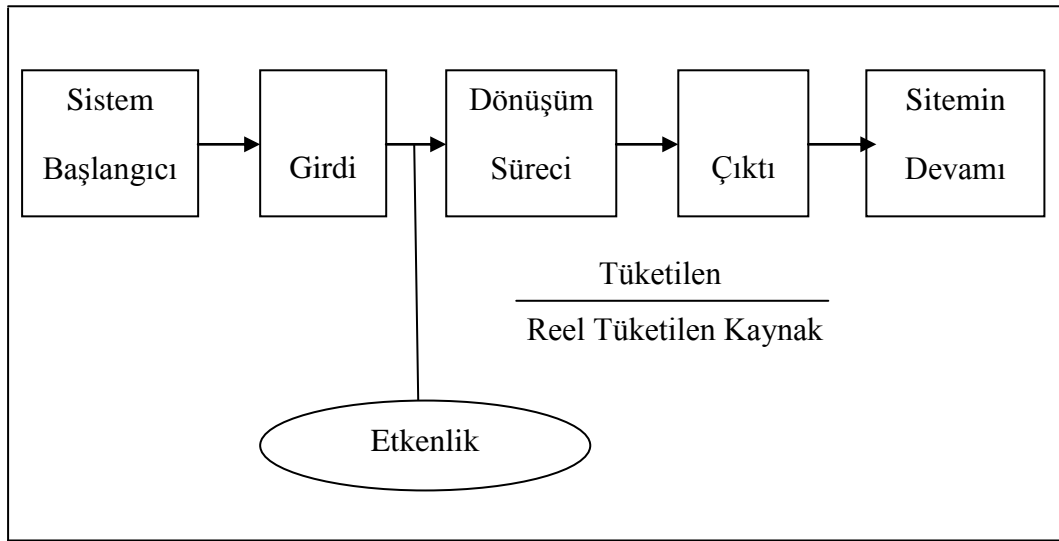 Sistem
Başlangıcı
Girdi
Dönüşüm
Süreci
Çıktı
Sitemin
Devamı
Tüketilen
Reel Tüketilen Kaynak
Etkenlik